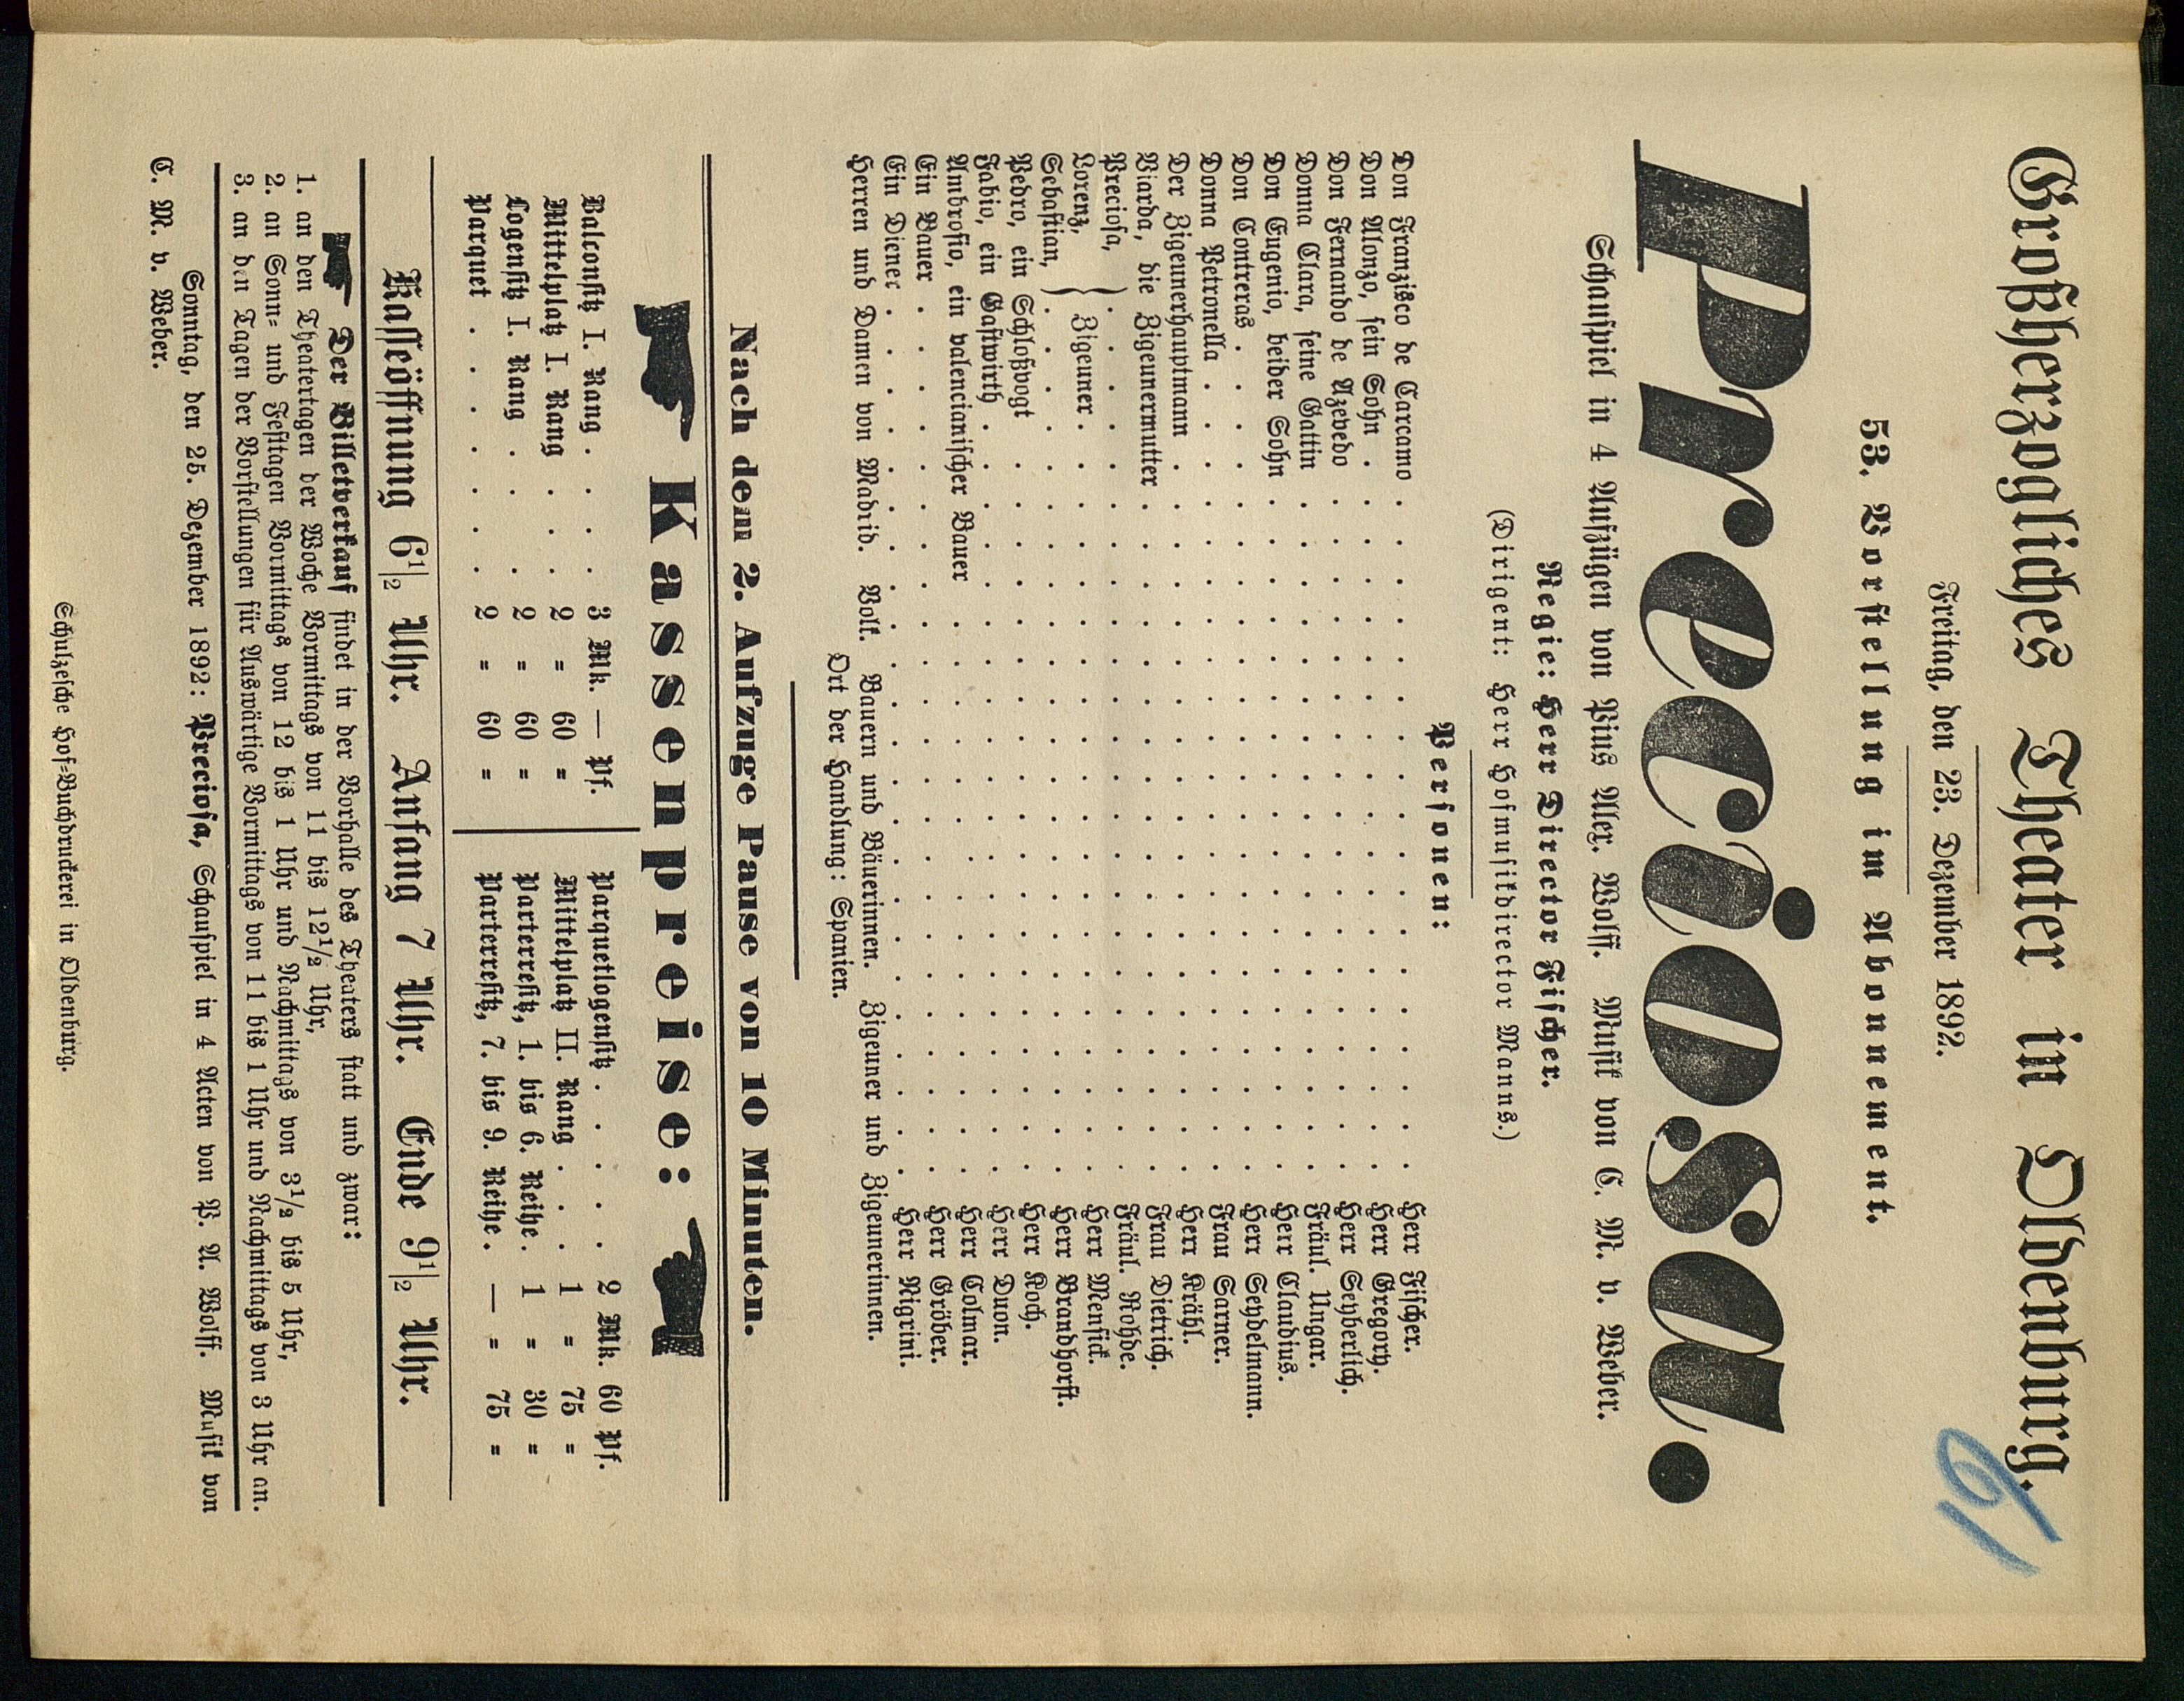 Großherzogliches Theater in Oldenburg.
61
Freitag, den 23. Dezember 1892.
53. Vorstellung im Abonnement.
Preciosa.
Schauspiel in 4 Aufzügen von Pius Alex. Wolff. Musik von C. M. v. Weber.
Regie: Herr Director Fischer.
(Dirigent: Herr Hofmusikdirector Manns.)
Personen:
Don Franzisco de Carcamo . . . Herr Fischer.
Don Alonzo, sein Sohn . . . Herr Gregory.
Don Fernando de Azevedo . . . Herr Seyberlich.
Donna Clara, seine Gattin . . . Fräul. Ungar.
Don Eugenio, beider Sohn . . . Herr Claudius.
Don Contreras . . . Herr Seydelmann.
Donna Petronella . . . Frau Sarner.
Der Zigeunerhauptmann . . . Herr Krähl.
Viarda, die Zigeunermutter . . . Frau Dietrich.
Preciosa, . . . Fräul. Rohde.
Lorenz, } Zigeuner . . . Herr Mensick.
Sebastian, . . . Herr Brandhorst.
Pedro, ein Schloßvogt . . . Herr Koch.
Fabio, ein Gastwirth . . . Herr Duon.
Ambrosio, ein valencianischer Bauer . . . Herr Colmar.
Ein Bauer . . . Herr Gröber.
Ein Diener . . . Herr Nigrini.
Herren und Damen von Madrid. Volk. Bauern und Bäuerinnen. Zigeuner und Zigeunerinnen.
Ort der Handlung: Spanien.
Nach dem 2. Aufzuge Pause von 10 Minuten.
Kassenpreise:
Balconsitz I. Rang . . . 3 Mk. — Pf.
Mittelplatz I. Rang . . . 2 = 60 =
Logensitz I. Rang . . . 2 = 60 =
Parquet . . . 2 = 60 =
Parquetlogensitz . . . 2 Mk. 60 Pf.
Mittelplatz II. Rang . . . 1 = 75 =
Parterresitz, 1. bis 6. Reihe . 1 = 30 =
Parterresitz, 7. bis 9. Reihe . — = 75 =
Kasseöffnung 6 1/2 Uhr. Anfang 7 Uhr. Ende 9 1/2 Uhr.
Der Billetverkauf findet in der Vorhalle des Theaters statt und zwar:
1. an den Theatertagen der Woche Vormittags von 11 bis 12 1/2 Uhr,
2. an Sonn= und Festtagen Vormittags von 12 bis 1 Uhr und Nachmittags von 3 1/2 bis 5 Uhr,
3. an den Tagen der Vorstellungen für Auswärtige Vormittags von 11 bis 1 Uhr und Nachmittags von 3 Uhr an.
Sonntag, den 25. Dezember 1892: Preciosa, Schauspiel in 4 Acten von P. A. Wolff. Musik von
C. M. v. Weber.
Schulzesche Hof=Buchdruckerei in Oldenburg.